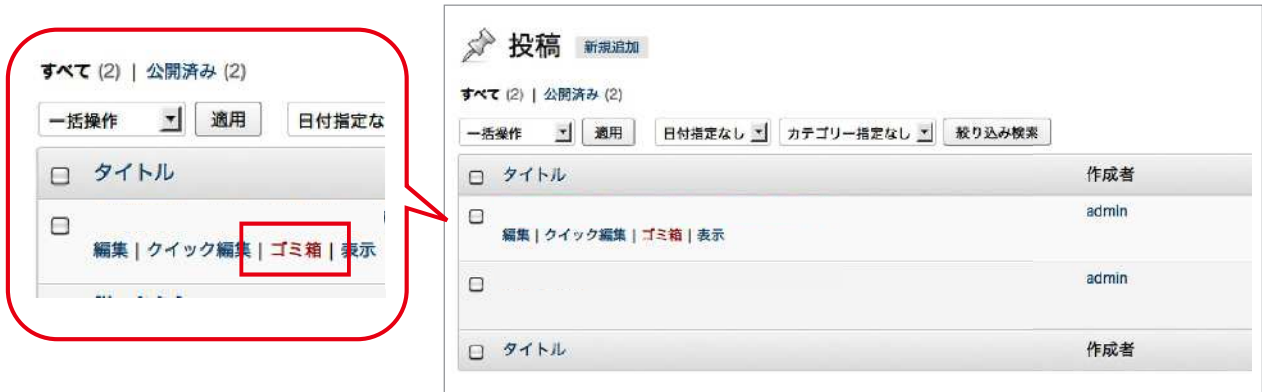 すべて (2) | 公開済み (2)
一括操作 適用 日付指定な
タイトル
編集 | クイック編集 | ゴミ箱 | 表示
投稿 新規追加
すべて (2) | 公開済み (2)
一括操作 適用 日付指定なし カテゴリー指定なし 絞り込み検索
タイトル 作成者
admin
編集 | クイック編集 | ゴミ箱 | 表示
admin
タイトル 作成者